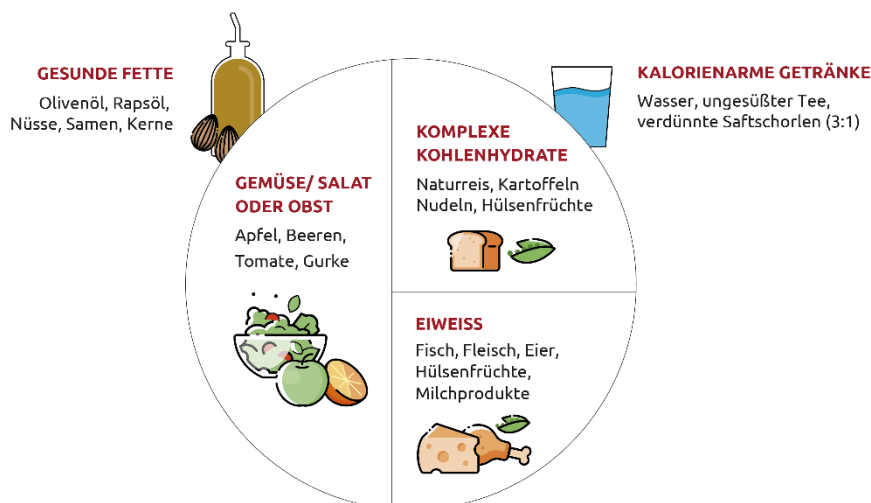 GESUNDE FETTE
Olivenöl, Rapsöl,
Nüsse, Samen, Kerne
KALORIENARME GETRÄNKE
Wasser, ungesüßter Tee,
verdünnte Saftschorlen (3:1)
GEMÜSE/ SALAT
ODER OBST
Apfel, Beeren,
Tomate, Gurke
KOMPLEXE
KOHLENHYDRATE
Naturreis, Kartoffeln
Nudeln, Hülsenfrüchte
EIWEISS
Fisch, Fleisch, Eier,
Hülsenfrüchte,
Milchprodukte